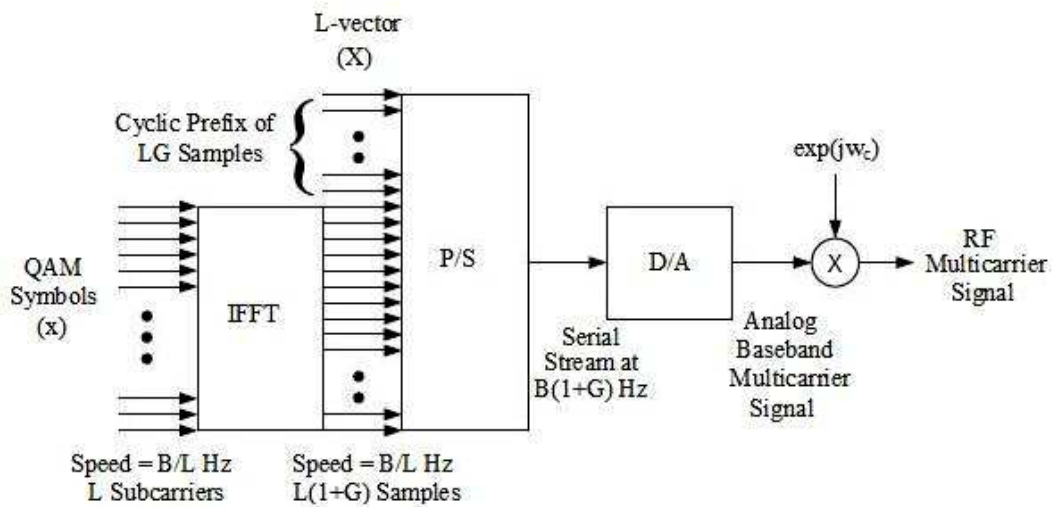 L-vector
(X)
Cyclic Prefix of
LG Samples
exp(jwc)
QAM
Symbols
(x)
IFFT
P/S
D/A
X
RF
Multicarrier
Signal
Serial
Stream at
B(1+G) Hz
Analog
Baseband
Multicarrier
Signal
Speed = B/L Hz
L Subcarriers
Speed = B/L Hz
L(1+G) Samples